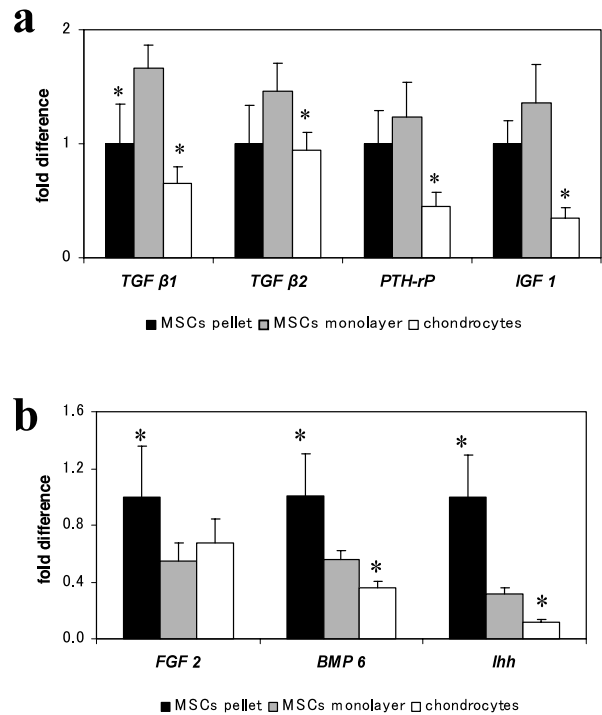 a
2
1
0
fold difference
*
*
*
*
*
TGF β1 TGF β2 PTH-rP IGF 1
MSCs pellet MSCs monolayer chondrocytes
b
1.6
1.2
0.8
0.4
0.0
fold difference
*
*
*
*
*
FGF 2 BMP 6 Ihh
MSCs pellet MSCs monolayer chondrocytes